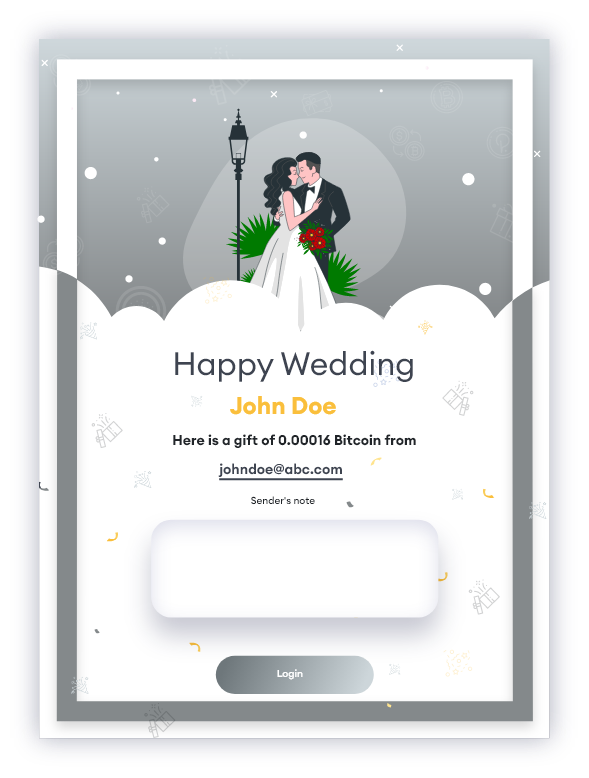 Happy Wedding
John Doe
Here is a gift of 0.00016 Bitcoin from
johndoe@abc.com
Sender's note
Login